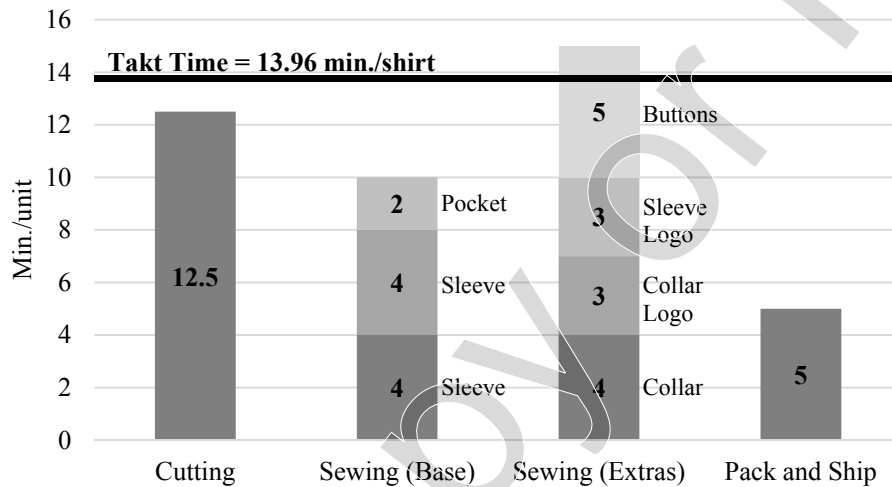 16
Takt Time = 13.96 min./shirt
14
12
10
8
6
4
2
0
Min./unit
12.5
2 Pocket
4 Sleeve
4 Sleeve
5 Buttons
3 Sleeve
Logo
3 Collar
Logo
4 Collar
5
Cutting Sewing (Base) Sewing (Extras) Pack and Ship